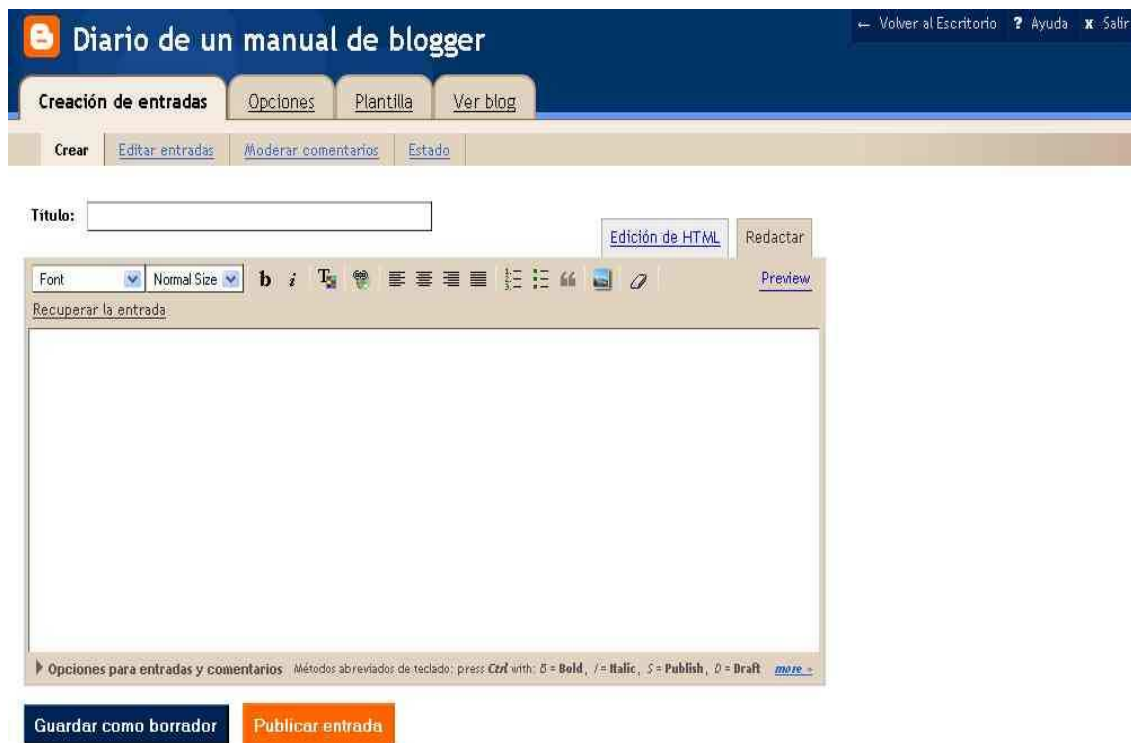 Diario de un manual de blogger
← Volver al Escritorio ? Ayuda x Salir
Creación de entradas Opciones Plantilla Ver blog
Crear Editar entradas Moderar comentarios Estado
Título:
Edición de HTML Redactar
Font Normal Size b i Preview
Recuperar la entrada
Opciones para entradas y comentarios Métodos abreviados de teclado: press Ctrl with: B = Bold, I = Italic, S = Publish, D = Draft more »
Guardar como borrador Publicar entrada